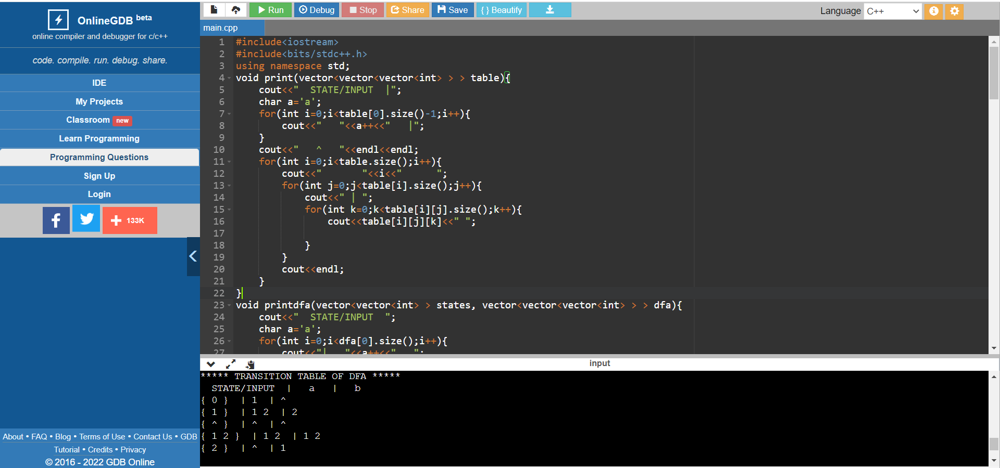 OnlineGDB beta
online compiler and debugger for c/c++
code. compile. run. debug. share.
IDE
My Projects
Classroom new
Learn Programming
Programming Questions
Sign Up
Login
133K
About • FAQ • Blog • Terms of Use • Contact Us • GDB
Tutorial • Credits • Privacy
© 2016 - 2022 GDB Online
Run Debug Stop Share Save { } Beautify Language C++
main.cpp
1 #include<iostream>
2 #include<bits/stdc++.h>
3 using namespace std;
4 void print(vector<vector<vector<int> > > table){
5     cout<<"  STATE/INPUT  |";
6     char a='a';
7     for(int i=0;i<table[0].size()-1;i++){
8         cout<<"   "<<a++<<"   |";
9     }
10     cout<<"   ^   "<<endl<<endl;
11     for(int i=0;i<table.size();i++){
12         cout<<"       "<<i<<"      ";
13         for(int j=0;j<table[i].size();j++){
14             cout<<" | ";
15             for(int k=0;k<table[i][j].size();k++){
16                 cout<<table[i][j][k]<<" ";
17
18             }
19         }
20         cout<<endl;
21     }
22 }
23 void printdfa(vector<vector<int> > states, vector<vector<vector<int> > > dfa){
24     cout<<"  STATE/INPUT  ";
25     char a='a';
26     for(int i=0;i<dfa[0].size();i++){
27         cout<<"|   "<<a++<<"   ";
input
***** TRANSITION TABLE OF DFA *****
  STATE/INPUT  |   a   |   b
{ 0 }  | 1  | ^
{ 1 }  | 1 2  | 2
{ ^ }  | ^  | ^
{ 1 2 }  | 1 2  | 1 2
{ 2 }  | ^  | 1